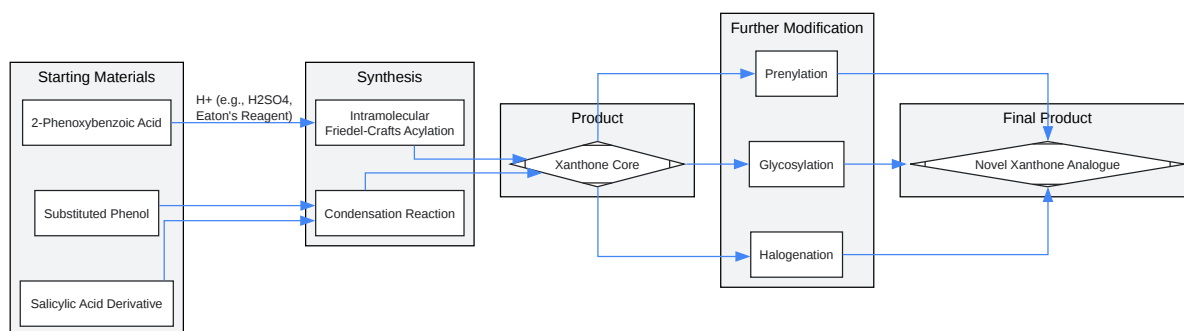 Starting Materials
2-Phenoxybenzoic Acid
Substituted Phenol
Salicylic Acid Derivative
H+ (e.g., H2SO4,
Eaton's Reagent)
Synthesis
Intramolecular
Friedel-Crafts Acylation
Condensation Reaction
Product
Xanthone Core
Further Modification
Prenylation
Glycosylation
Halogenation
Final Product
Novel Xanthone Analogue